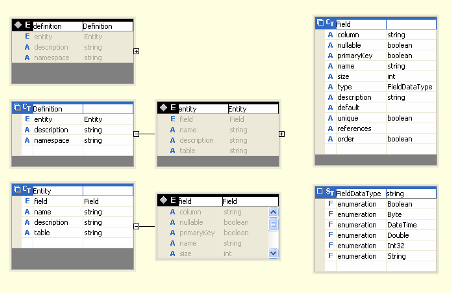 E definition Definition
E entity Entity
A description string
A namespace string
CT Definition
E entity Entity
A description string
A namespace string
E entity Entity
E field Field
A name string
A description string
A table string
CT Entity
E field Field
A name string
A description string
A table string
E field Field
A column string
A nullable boolean
A primaryKey boolean
A name string
A size int
CT Field
A column string
A nullable boolean
A primaryKey boolean
A name string
A size int
A type FieldDataType
A description string
A default
A unique boolean
A references
A order boolean
ST FieldDataType string
F enumeration Boolean
F enumeration Byte
F enumeration DateTime
F enumeration Double
F enumeration Int32
F enumeration String